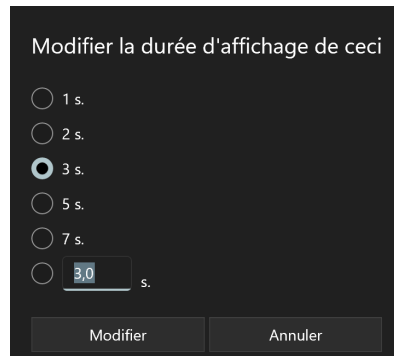 Modifier la durée d'affichage de ceci
1 s.
2 s.
3 s.
5 s.
7 s.
3,0 s.
Modifier Annuler